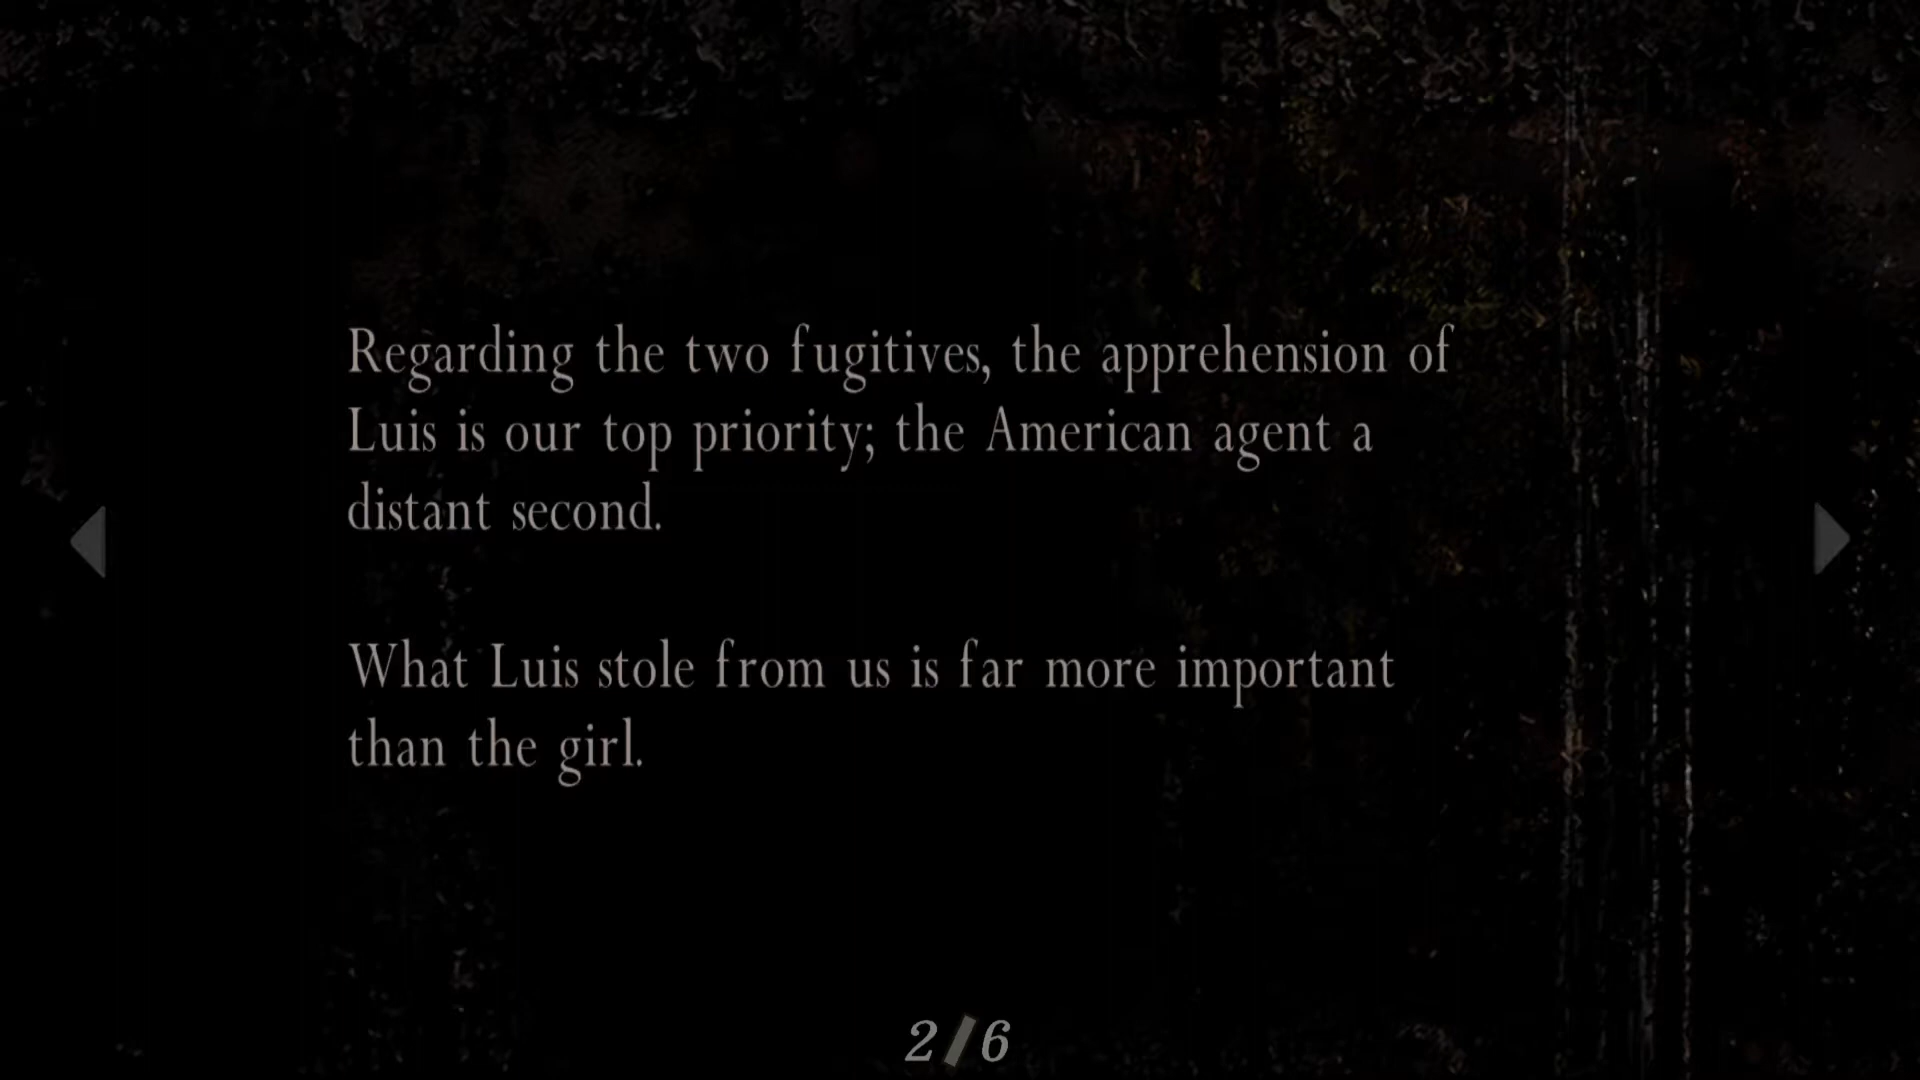 Regarding the two fugitives, the apprehension of
Luis is our top priority; the American agent a
distant second.
What Luis stole from us is far more important
than the girl.
2/6